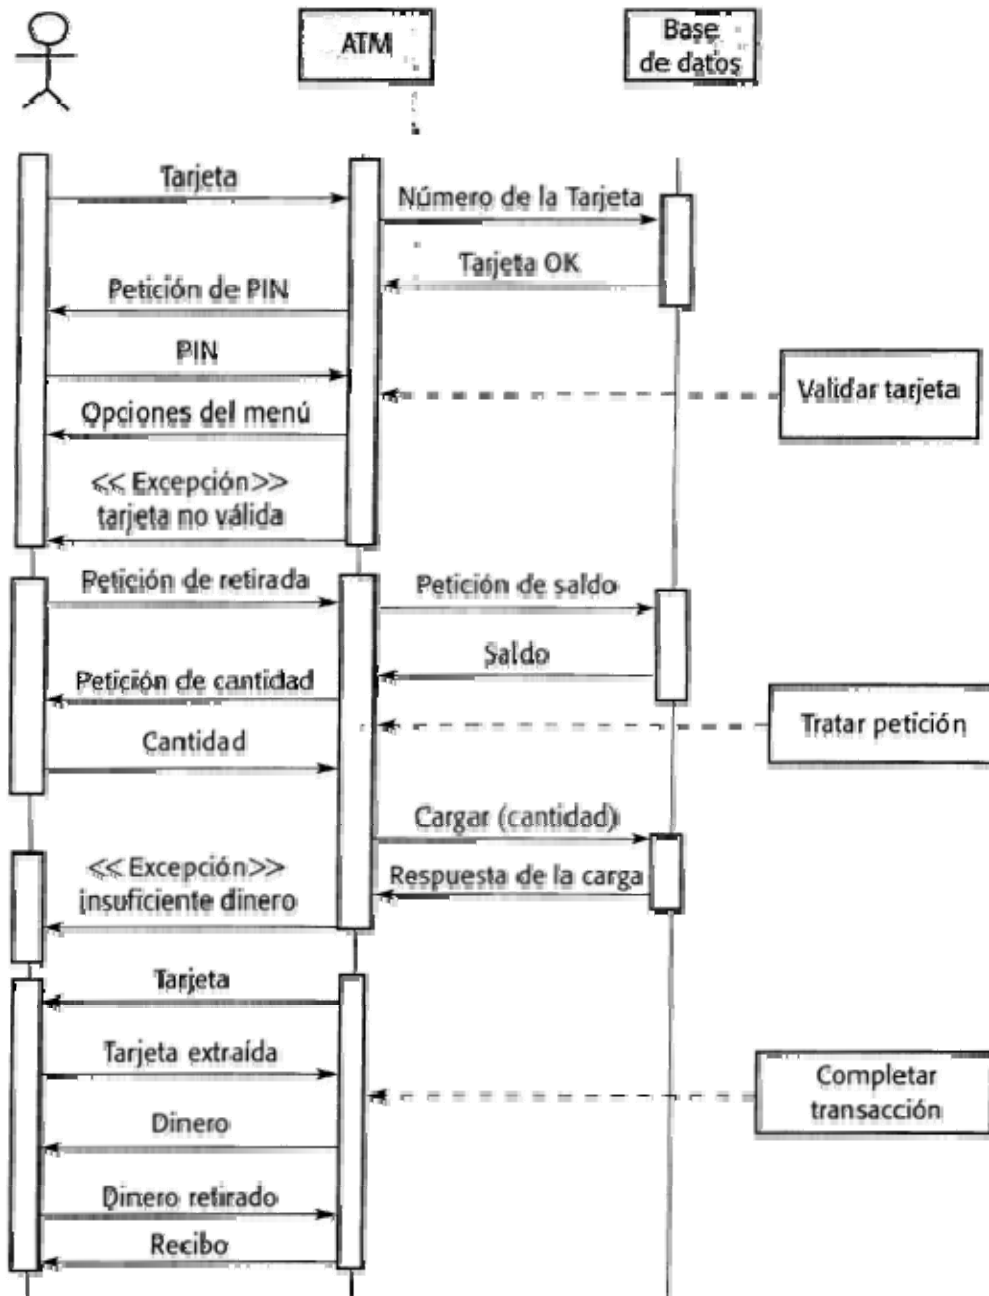 ATM
Base
de datos
Tarjeta
Número de la Tarjeta
Tarjeta OK
Petición de PIN
PIN
Validar tarjeta
Opciones del menú
<< Excepción>>
tarjeta no válida
Petición de retirada
Petición de saldo
Saldo
Petición de cantidad
Tratar petición
Cantidad
Cargar (cantidad)
<< Excepción>>
insuficiente dinero
Respuesta de la carga
Tarjeta
Tarjeta extraída
Completar
transacción
Dinero
Dinero retirado
Recibo